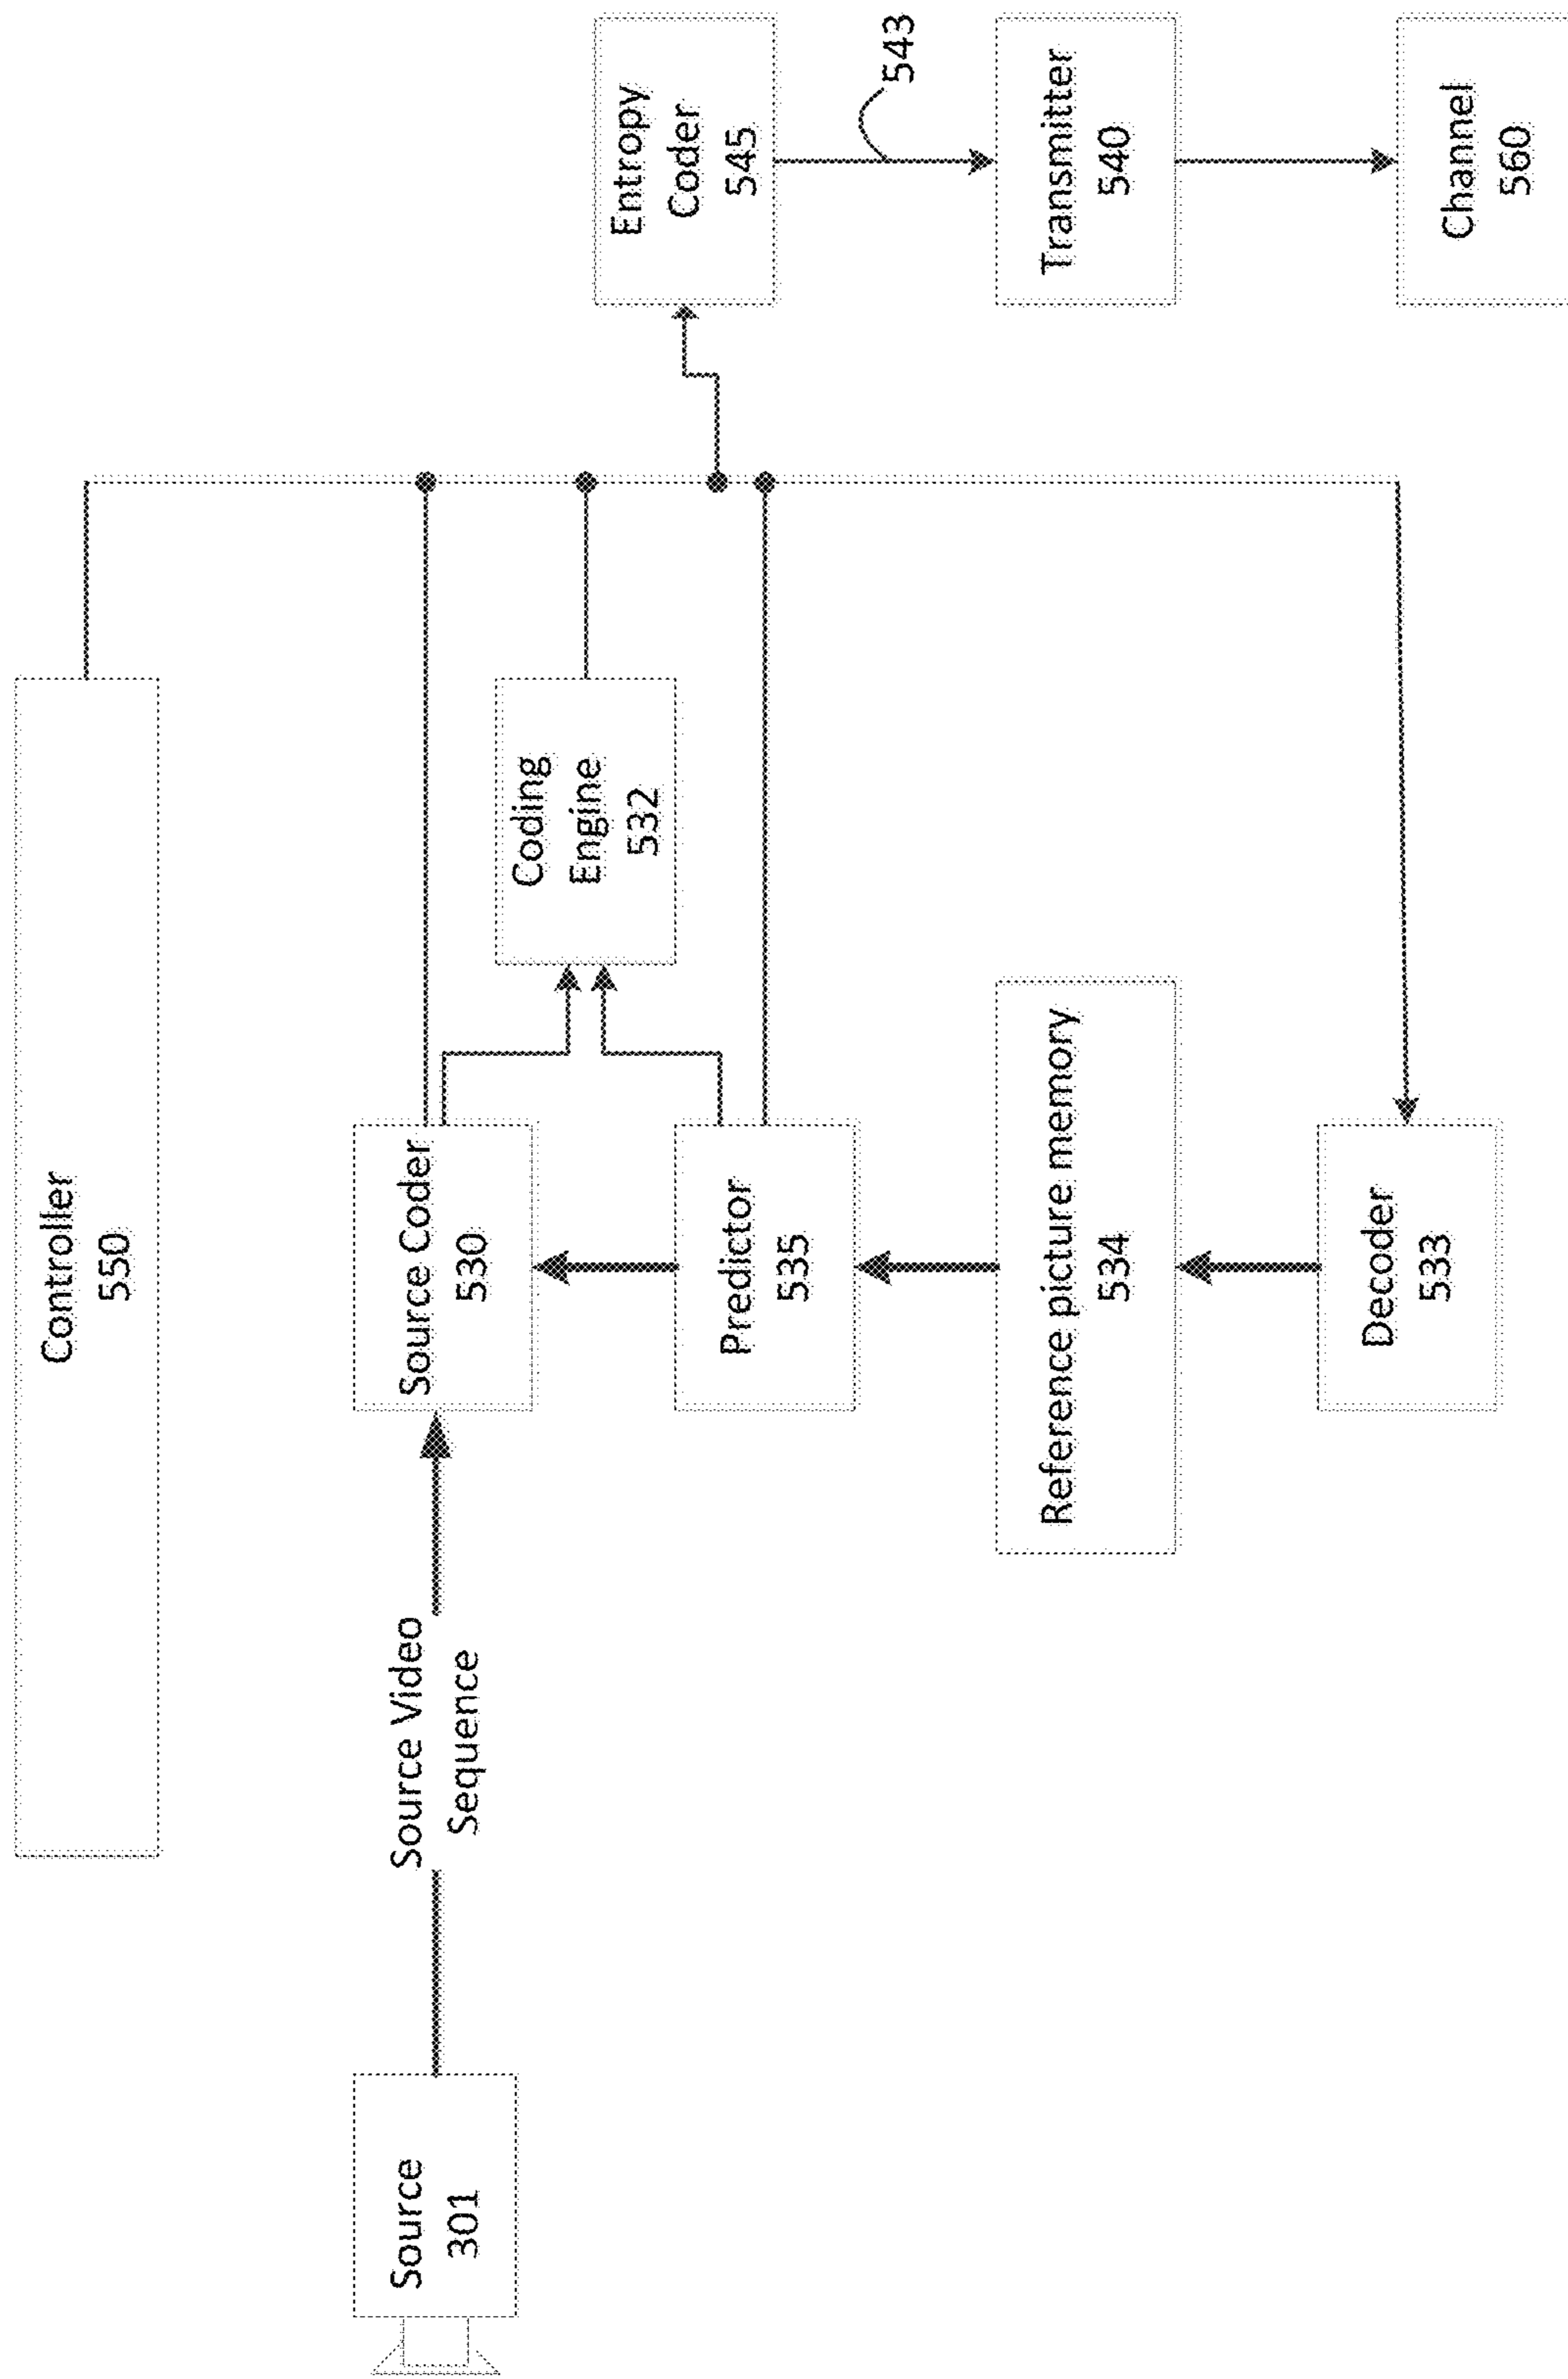 Controller
550
Source
301
Source Video
Sequence
Source Coder
530
Coding
Engine
532
Predictor
535
Reference picture memory
534
Decoder
533
Entropy
Coder
545
543
Transmitter
540
Channel
560